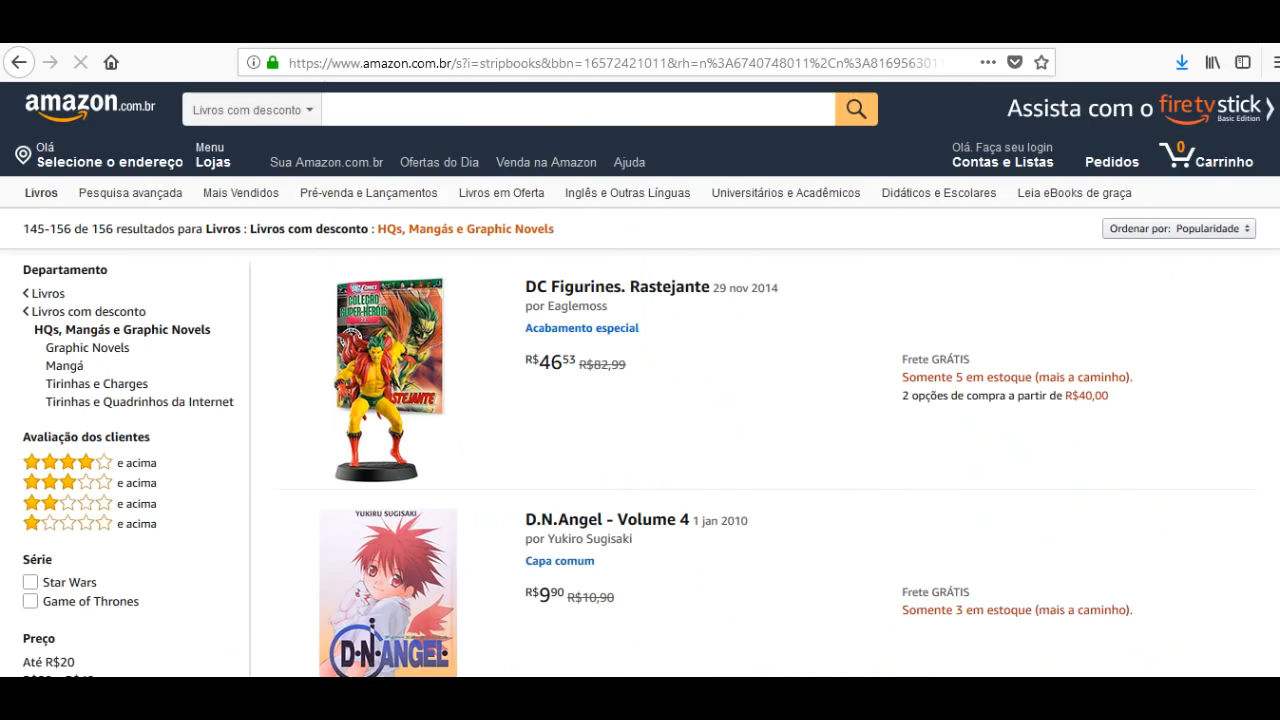 https://www.amazon.com.br/s?i=stripbooks&bbn=16572421011&rh=n%3A6740748011%2Cn%3A8169563011
amazon.com.br
Livros com desconto
Assista com o firetvstick
Basic Edition
Olá
Selecione o endereço
Menu
Lojas
Sua Amazon.com.br Ofertas do Dia Venda na Amazon Ajuda
Olá. Faça seu login
Contas e Listas
Pedidos
0
Carrinho
Livros Pesquisa avançada Mais Vendidos Pré-venda e Lançamentos Livros em Oferta Inglês e Outras Línguas Universitários e Acadêmicos Didáticos e Escolares Leia eBooks de graça
145-156 de 156 resultados para Livros : Livros com desconto : HQs, Mangás e Graphic Novels
Ordenar por: Popularidade
Departamento
Livros
Livros com desconto
HQs, Mangás e Graphic Novels
Graphic Novels
Mangá
Tirinhas e Charges
Tirinhas e Quadrinhos da Internet
Avaliação dos clientes
e acima
e acima
e acima
e acima
Série
Star Wars
Game of Thrones
Preço
Até R$20
COLEÇÃO
SUPER-HERÓIS
RASTEJANTE
DC Figurines. Rastejante 29 nov 2014
por Eaglemoss
Acabamento especial
R$4653 R$82,99
Frete GRÁTIS
Somente 5 em estoque (mais a caminho).
2 opções de compra a partir de R$40,00
YUKIRU SUGISAKI
D·N·ANGEL
D.N.Angel - Volume 4 1 jan 2010
por Yukiro Sugisaki
Capa comum
R$990 R$10,90
Frete GRÁTIS
Somente 3 em estoque (mais a caminho).